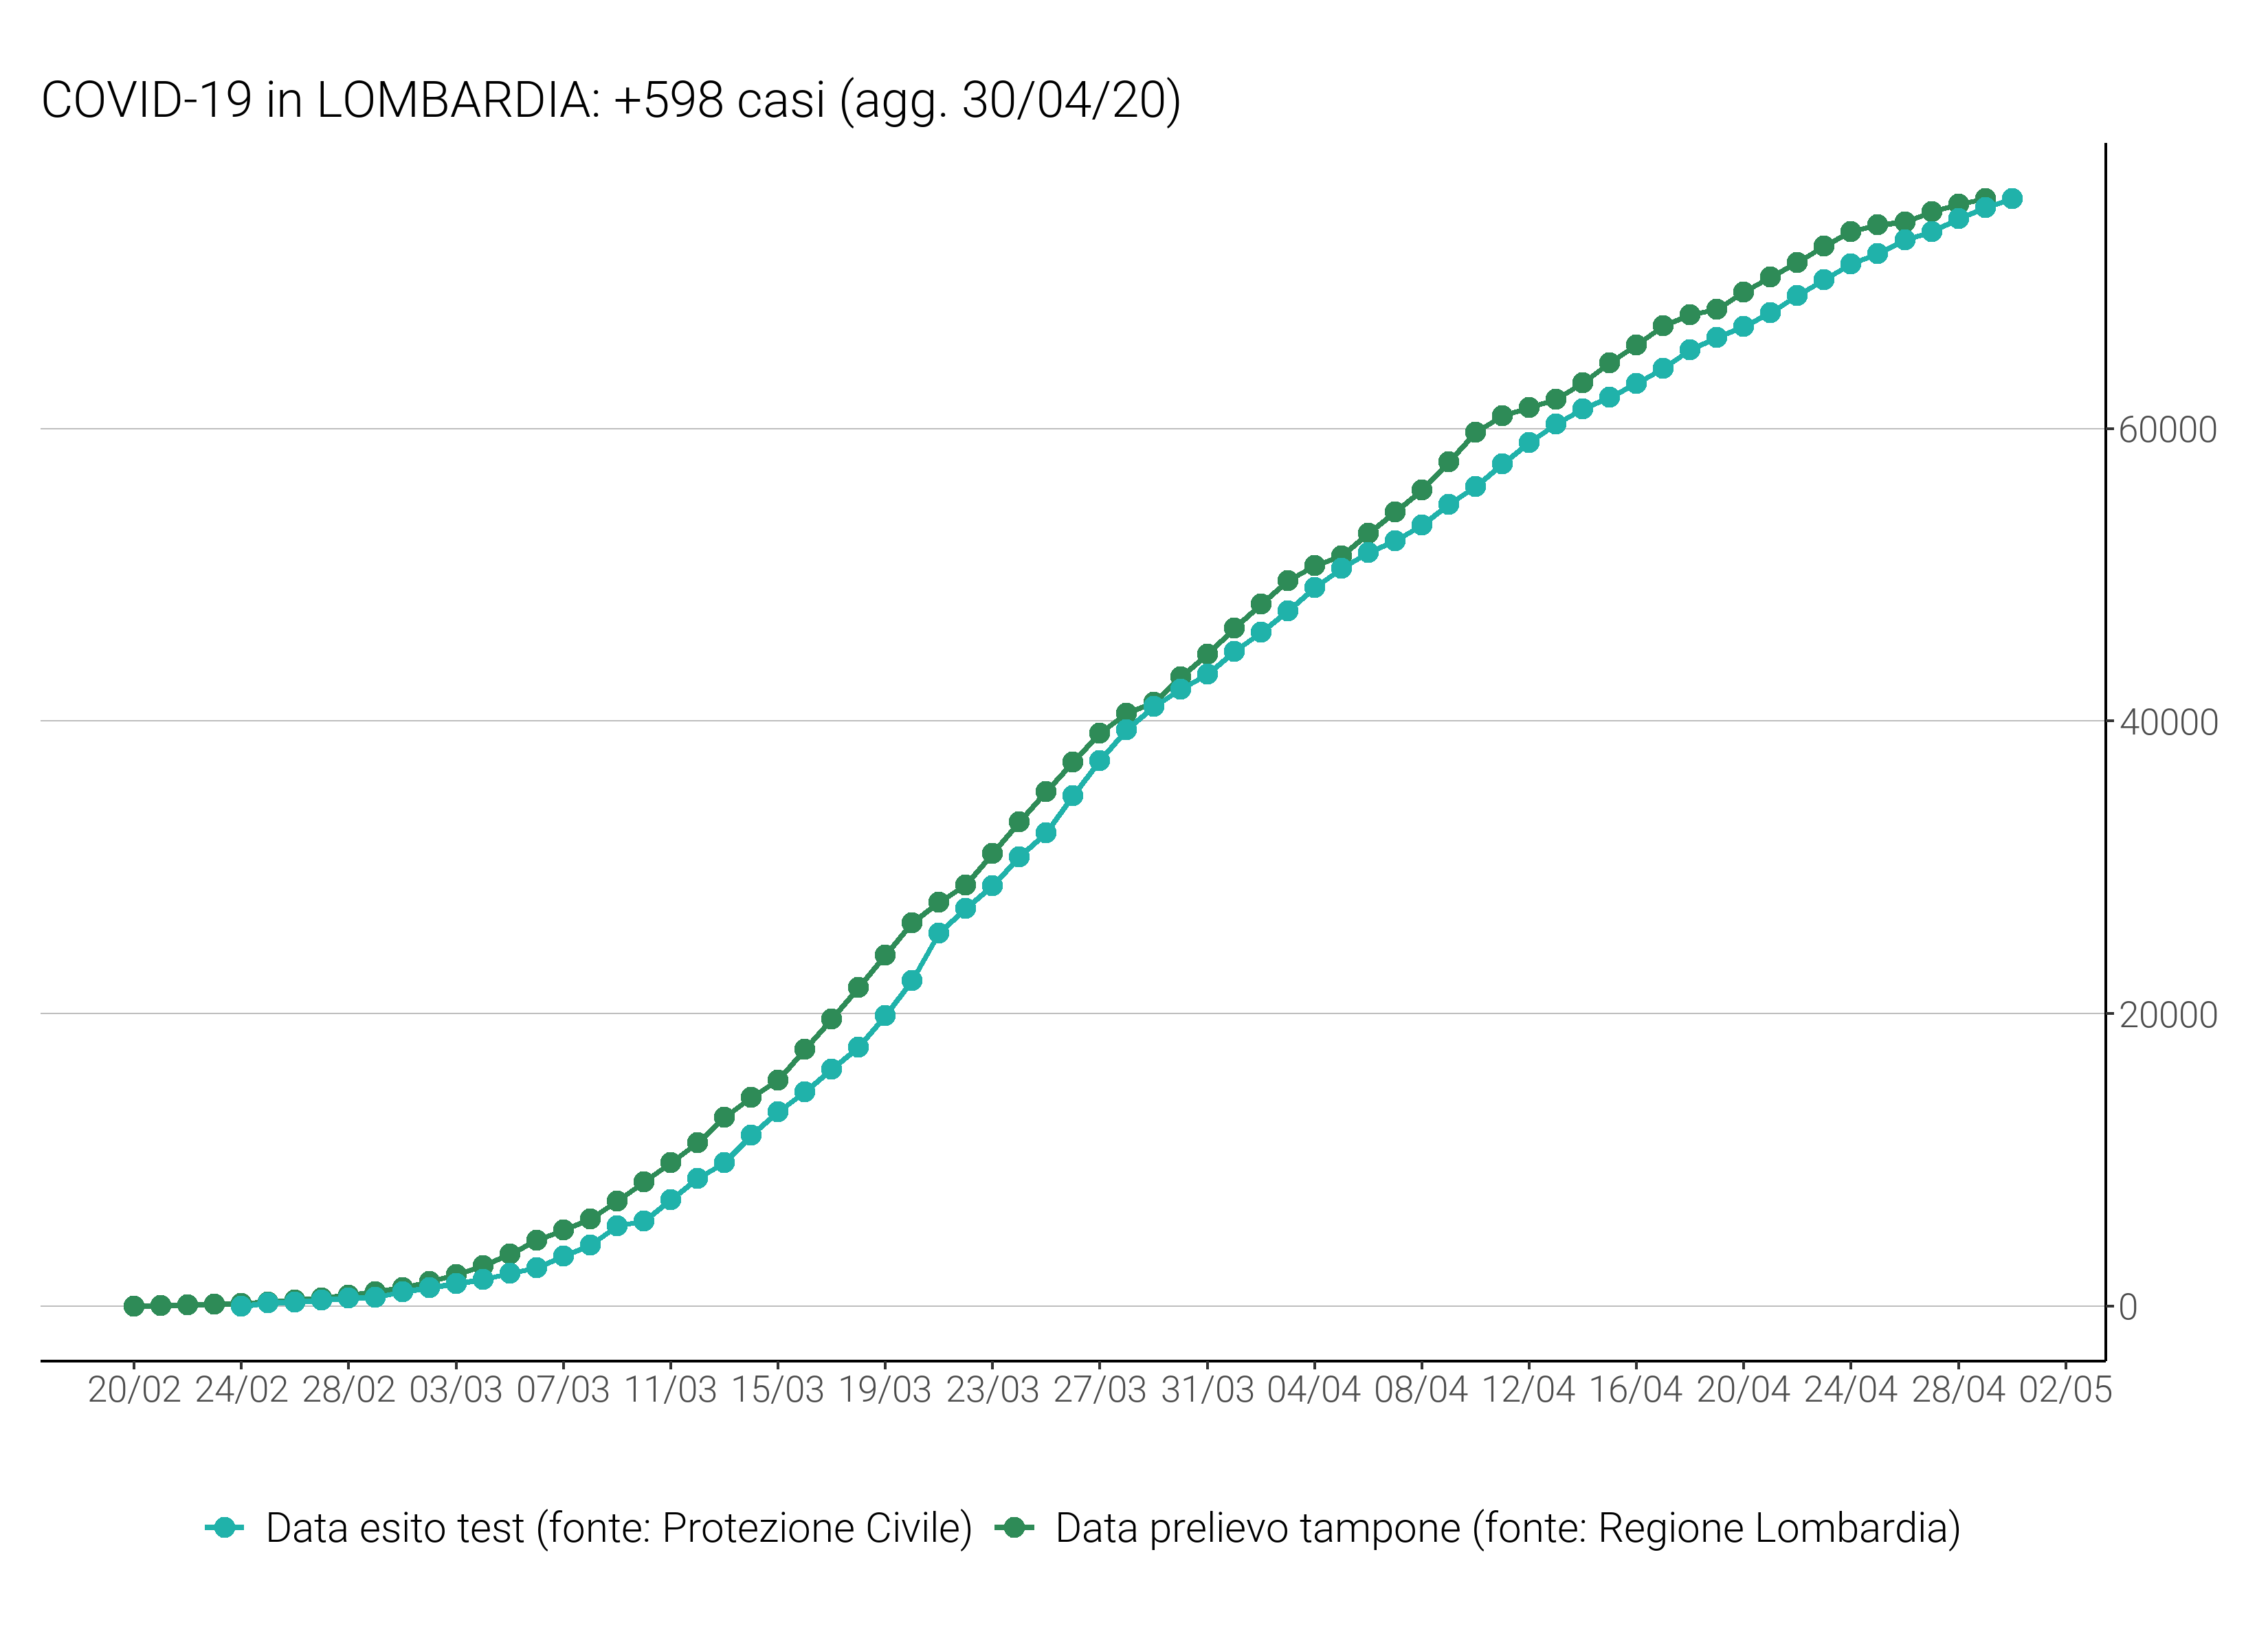 COVID-19 in LOMBARDIA: +598 casi (agg. 30/04/20)
60000
40000
20000
0
20/02 24/02 28/02 03/03 07/03 11/03 15/03 19/03 23/03 27/03 31/03 04/04 08/04 12/04 16/04 20/04 24/04 28/04 02/05
Data esito test (fonte: Protezione Civile) Data prelievo tampone (fonte: Regione Lombardia)